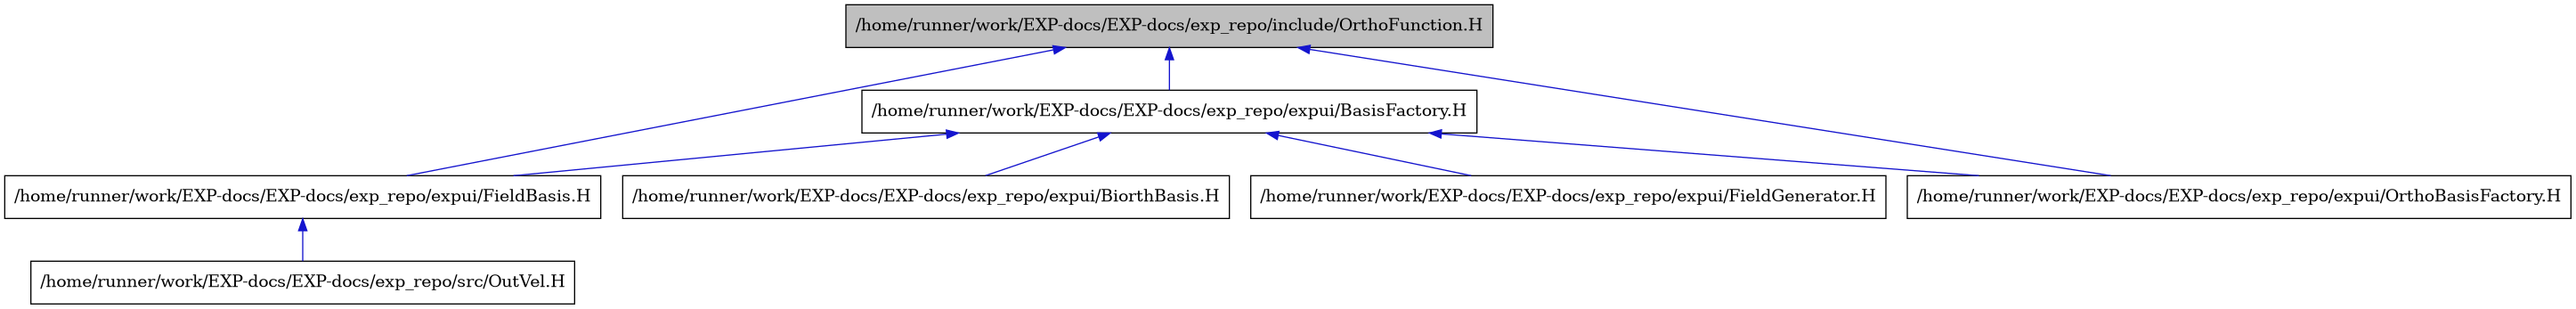 /home/runner/work/EXP-docs/EXP-docs/exp_repo/include/OrthoFunction.H
/home/runner/work/EXP-docs/EXP-docs/exp_repo/expui/BasisFactory.H
/home/runner/work/EXP-docs/EXP-docs/exp_repo/expui/FieldBasis.H
/home/runner/work/EXP-docs/EXP-docs/exp_repo/expui/BiorthBasis.H
/home/runner/work/EXP-docs/EXP-docs/exp_repo/expui/FieldGenerator.H
/home/runner/work/EXP-docs/EXP-docs/exp_repo/expui/OrthoBasisFactory.H
/home/runner/work/EXP-docs/EXP-docs/exp_repo/src/OutVel.H